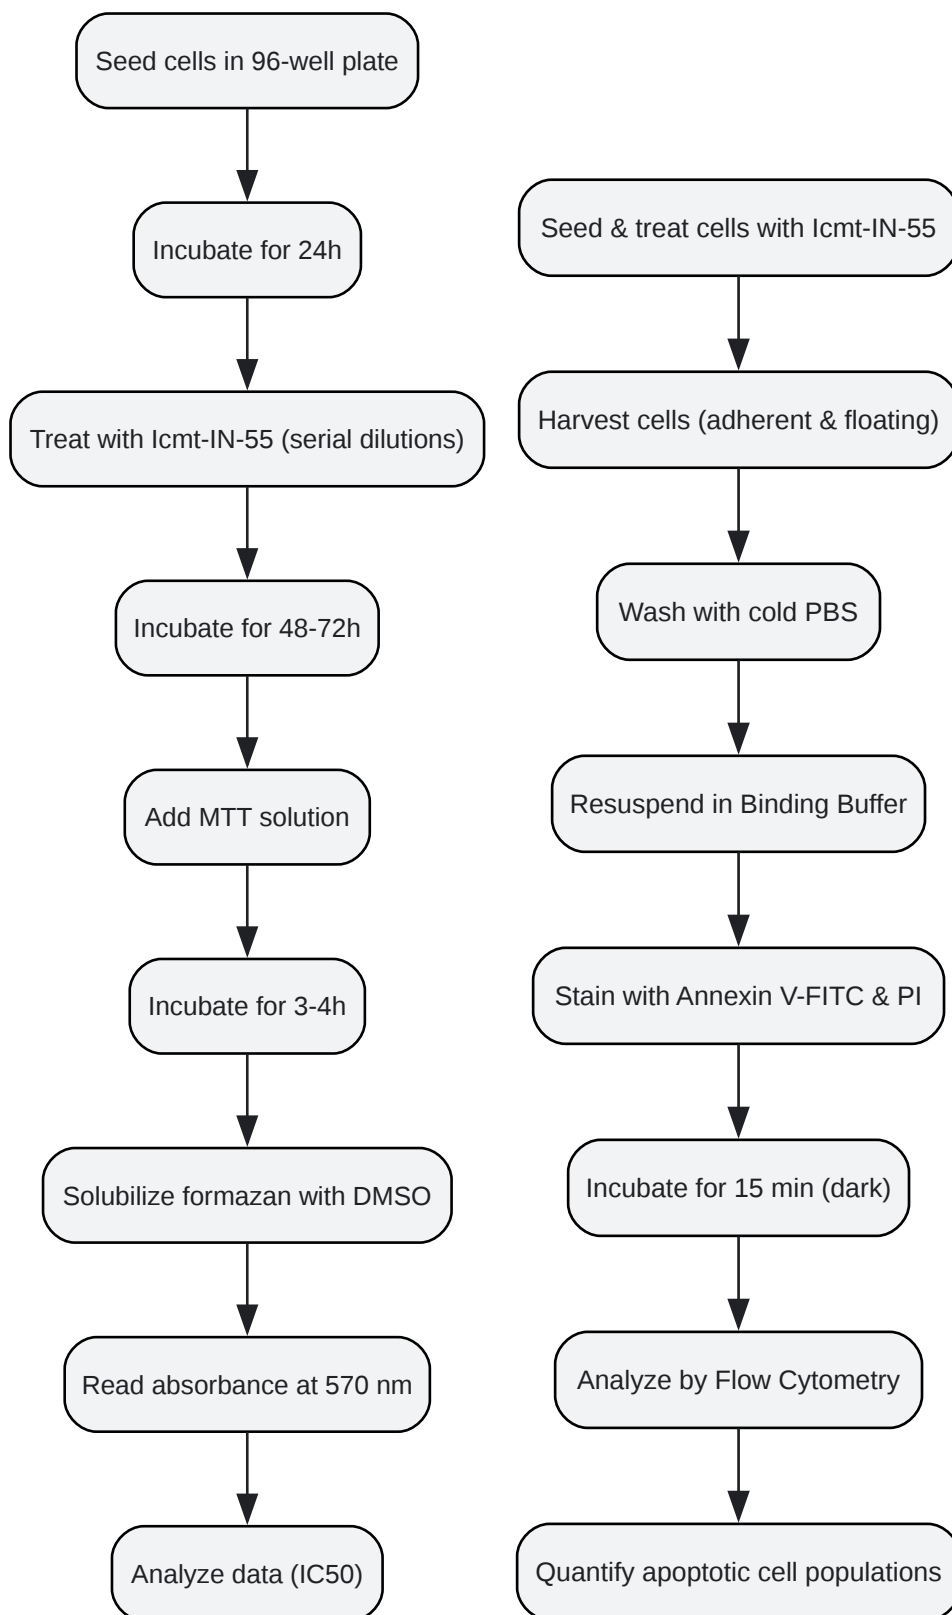 Seed cells in 96-well plate
Incubate for 24h
Treat with Icmt-IN-55 (serial dilutions)
Incubate for 48-72h
Add MTT solution
Incubate for 3-4h
Solubilize formazan with DMSO
Read absorbance at 570 nm
Analyze data (IC50)
Seed & treat cells with Icmt-IN-55
Harvest cells (adherent & floating)
Wash with cold PBS
Resuspend in Binding Buffer
Stain with Annexin V-FITC & PI
Incubate for 15 min (dark)
Analyze by Flow Cytometry
Quantify apoptotic cell populations